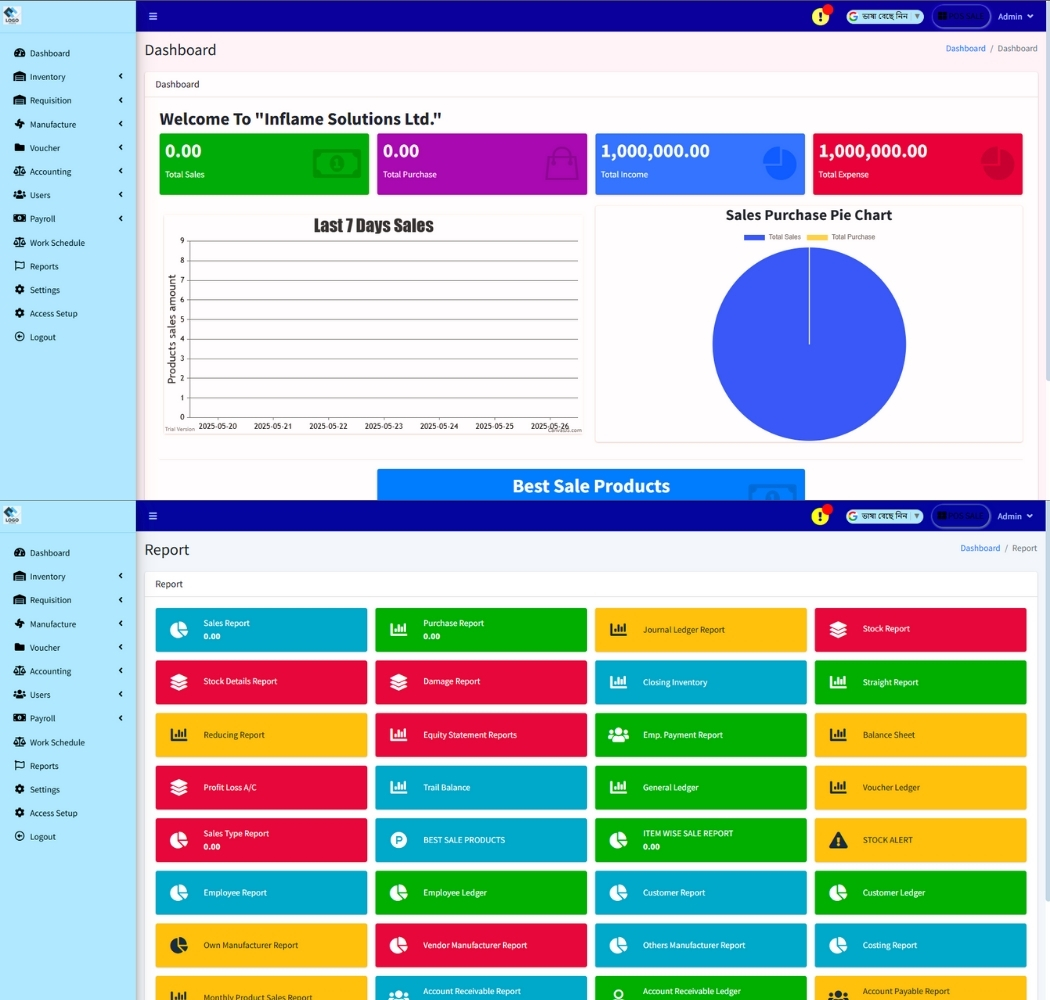 LOGO
ভাষা বেছে নিন ▼
Admin
Dashboard
Inventory
Requisition
Manufacture
Voucher
Accounting
Users
Payroll
Work Schedule
Reports
Settings
Access Setup
Logout
Dashboard
Dashboard / Dashboard
Dashboard
Welcome To "Inflame Solutions Ltd."
0.00
Total Sales
0.00
Total Purchase
1,000,000.00
Total Income
1,000,000.00
Total Expense
Last 7 Days Sales
Products sales amount
9
8
7
6
5
4
3
2
1
0
2025-05-20 2025-05-21 2025-05-22 2025-05-23 2025-05-24 2025-05-25 2025-05-26
Trial Version
CanvasJS.com
Sales Purchase Pie Chart
Total Sales Total Purchase
Best Sale Products
LOGO
ভাষা বেছে নিন ▼
Admin
Dashboard
Inventory
Requisition
Manufacture
Voucher
Accounting
Users
Payroll
Work Schedule
Reports
Settings
Access Setup
Logout
Report
Dashboard / Report
Report
Sales Report
0.00
Purchase Report
0.00
Journal Ledger Report
Stock Report
Stock Details Report
Damage Report
Closing Inventory
Straight Report
Reducing Report
Equity Statement Reports
Emp. Payment Report
Balance Sheet
Profit Loss A/C
Trail Balance
General Ledger
Voucher Ledger
Sales Type Report
0.00
BEST SALE PRODUCTS
ITEM WISE SALE REPORT
0.00
STOCK ALERT
Employee Report
Employee Ledger
Customer Report
Customer Ledger
Own Manufacturer Report
Vendor Manufacturer Report
Others Manufacturer Report
Costing Report
Monthly Product Sales Report
Account Receivable Report
Account Receivable Ledger
Account Payable Report